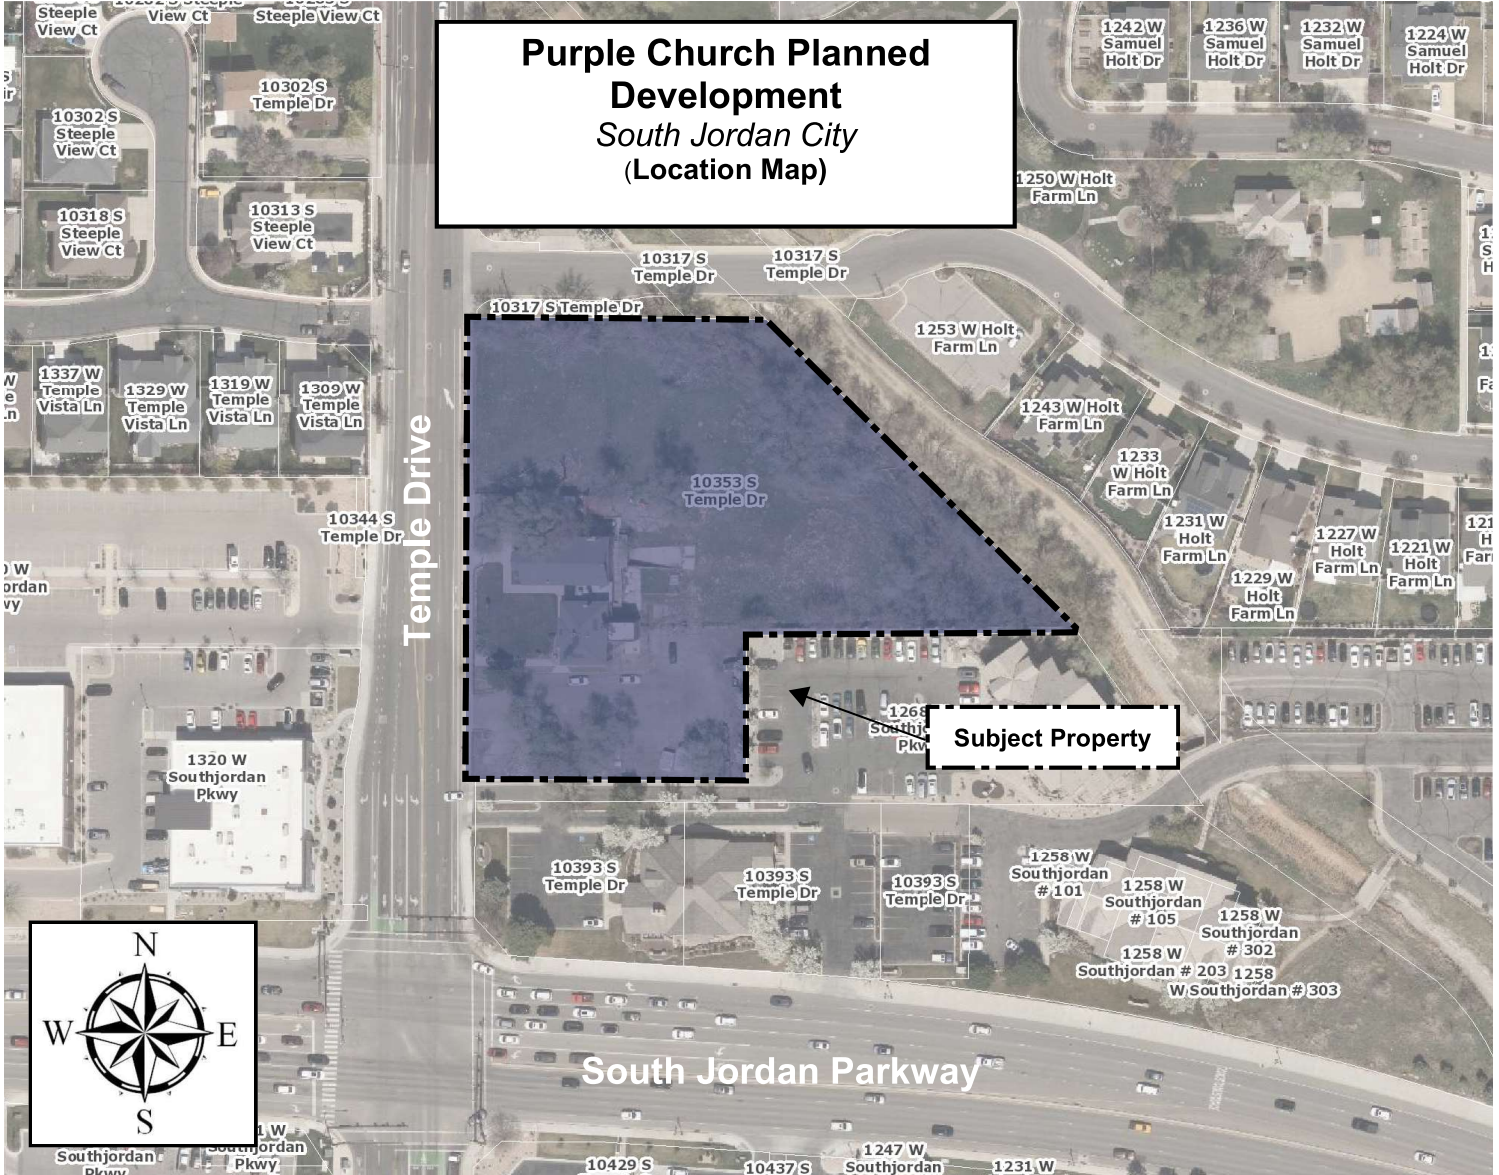 Steeple
View Ct
View Ct
Steeple View Ct
Purple Church Planned
Development
South Jordan City
(Location Map)
1242 W
Samuel
Holt Dr
1236 W
Samuel
Holt Dr
1232 W
Samuel
Holt Dr
1224 W
Samuel
Holt Dr
10302 S
Temple Dr
10302 S
Steeple
View Ct
10318 S
Steeple
View Ct
10313 S
Steeple
View Ct
1250 W Holt
Farm Ln
10317 S
Temple Dr
10317 S
Temple Dr
10317 S Temple Dr
1253 W Holt
Farm Ln
1337 W
Temple
Vista Ln
1329 W
Temple
Vista Ln
1319 W
Temple
Vista Ln
1309 W
Temple
Vista Ln
1243 W Holt
Farm Ln
1233
W Holt
Farm Ln
Temple Drive
10353 S
Temple Dr
10344 S
Temple Dr
1231 W
Holt
Farm Ln
1229 W
Holt
Farm Ln
1227 W
Holt
Farm Ln
1221 W
Holt
Farm Ln
1268
Southj
Pkw
Subject Property
1320 W
Southjordan
Pkwy
10393 S
Temple Dr
10393 S
Temple Dr
10393 S
Temple Dr
1258 W
Southjordan
# 101
1258 W
Southjordan
# 105
1258 W
Southjordan
# 302
1258 W
Southjordan # 203
1258
W Southjordan # 303
N
W
E
S
South Jordan Parkway
Southjordan
Pkwy
1 W
Southjordan
Pkwy
10429 S
10437 S
1247 W
Southjordan
1231 W